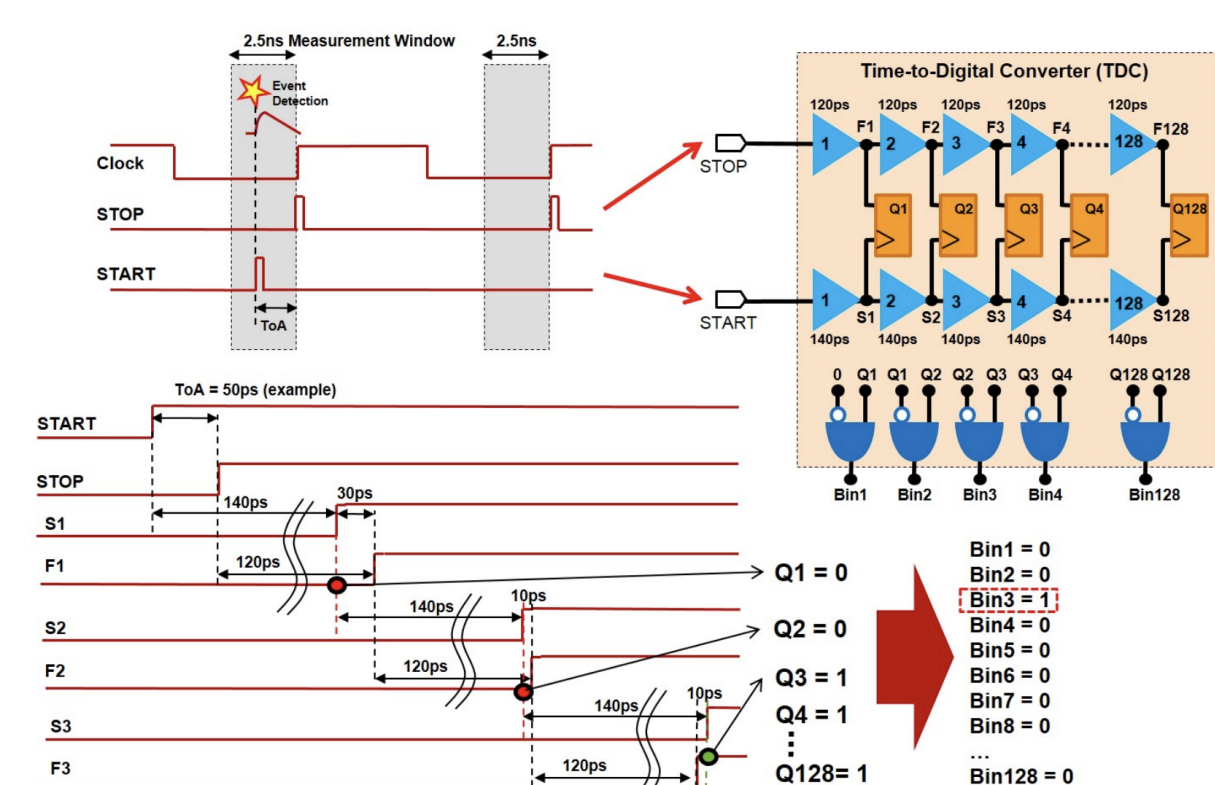 2.5ns Measurement Window
2.5ns
Event
Detection
Clock
STOP
START
ToA
STOP
START
Time-to-Digital Converter (TDC)
120ps 120ps 120ps 120ps 120ps
1 F1 2 F2 3 F3 4 F4 128 F128
Q1 Q2 Q3 Q4 Q128
1 S1 2 S2 3 S3 4 S4 128 S128
140ps 140ps 140ps 140ps 140ps
0 Q1 Q1 Q2 Q2 Q3 Q3 Q4 Q128 Q128
Bin1 Bin2 Bin3 Bin4 Bin128
ToA = 50ps (example)
START
STOP
140ps 30ps
S1
120ps
F1
140ps 10ps
S2
120ps
F2
140ps 10ps
S3
120ps
F3
Q1 = 0
Q2 = 0
Q3 = 1
Q4 = 1
Q128= 1
Bin1 = 0
Bin2 = 0
Bin3 = 1
Bin4 = 0
Bin5 = 0
Bin6 = 0
Bin7 = 0
Bin8 = 0
...
Bin128 = 0